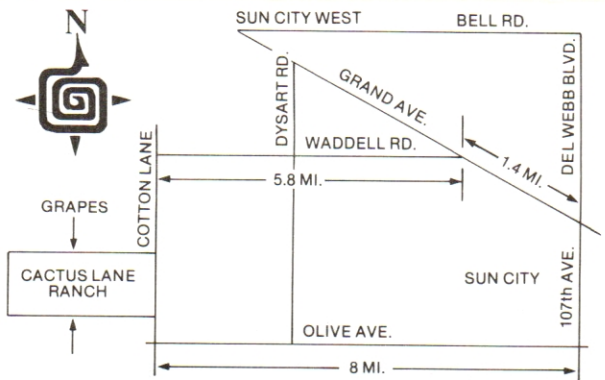 N
SUN CITY WEST
BELL RD.
DEL WEBB BLVD.
GRAND AVE.
DYSART RD.
WADDELL RD.
1.4 MI.
COTTON LANE
5.8 MI.
GRAPES
CACTUS LANE
RANCH
SUN CITY
107th AVE.
OLIVE AVE.
8 MI.